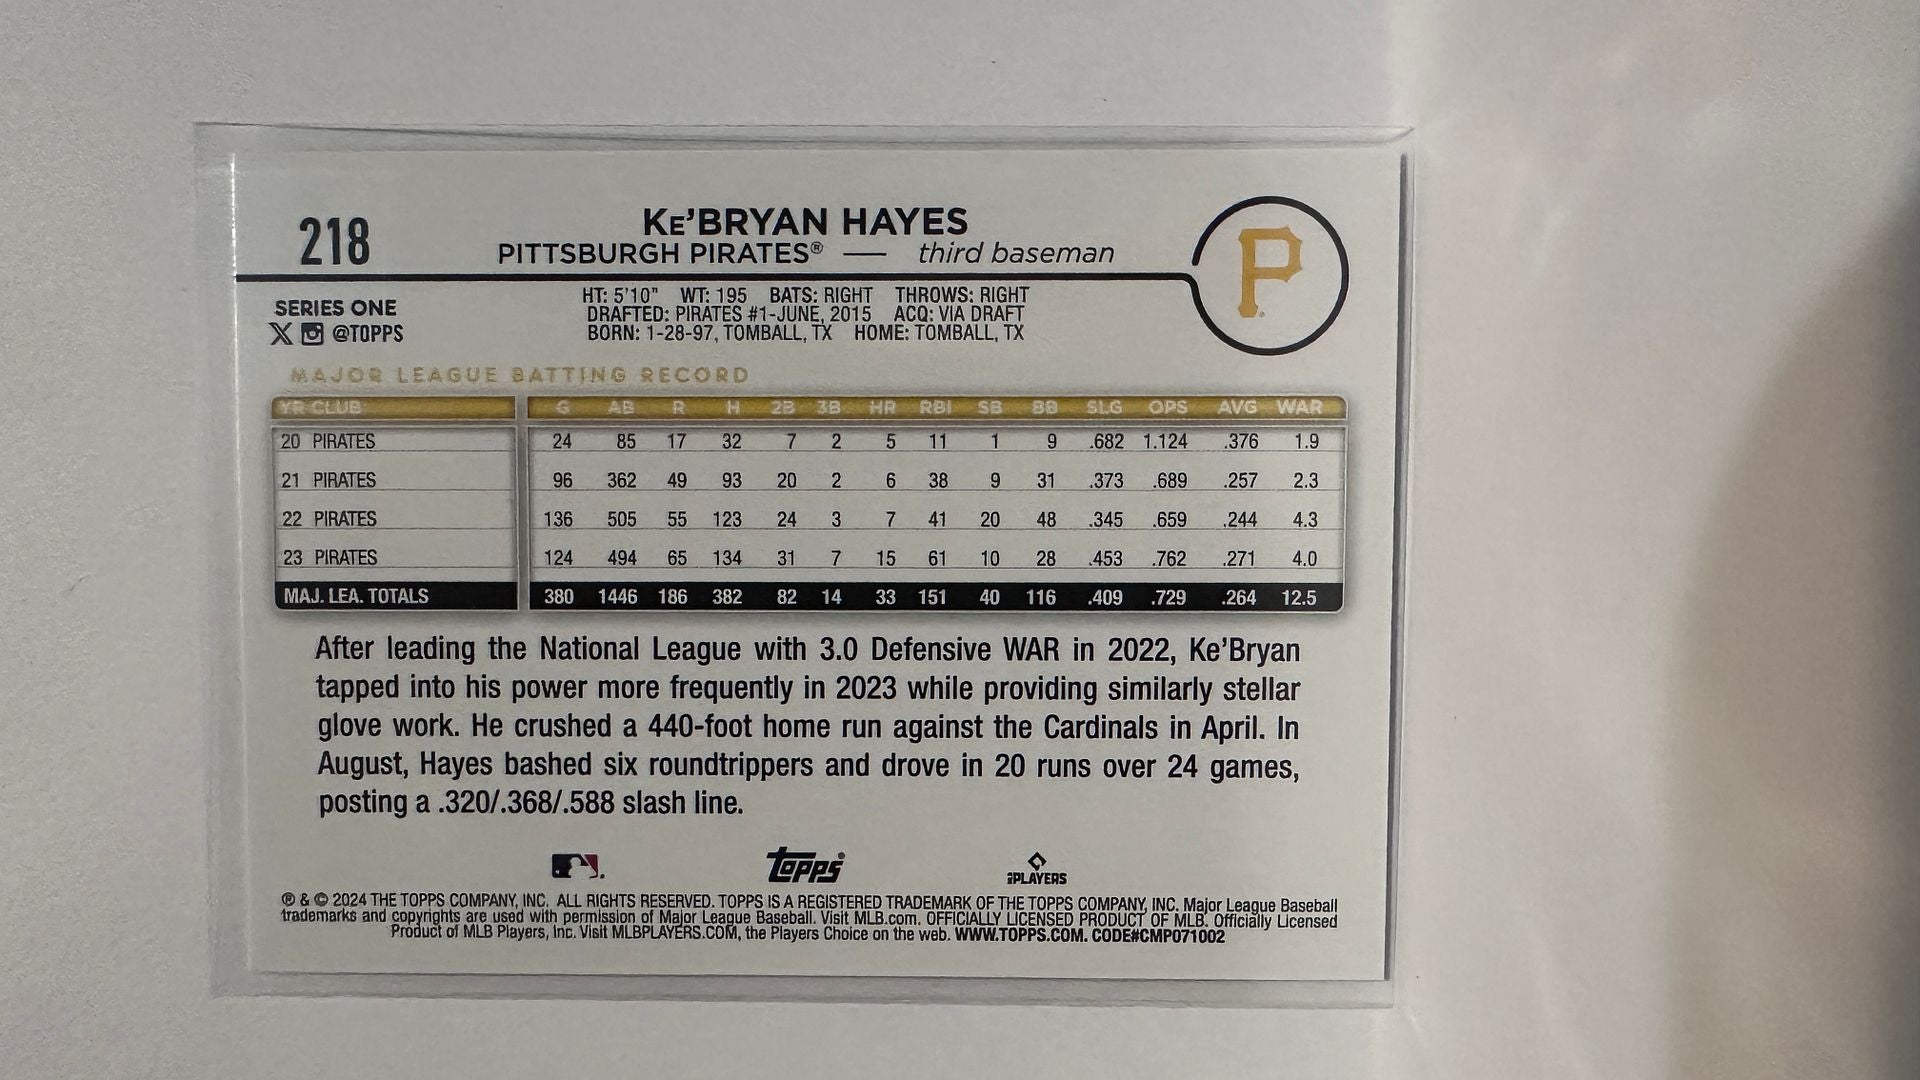 218
KE'BRYAN HAYES
PITTSBURGH PIRATES® — third baseman
P
SERIES ONE
X @TOPPS
HT: 5'10" WT: 195 BATS: RIGHT THROWS: RIGHT
DRAFTED: PIRATES #1-JUNE, 2015 ACQ: VIA DRAFT
BORN: 1-28-97, TOMBALL, TX HOME: TOMBALL, TX
MAJOR LEAGUE BATTING RECORD
YR CLUB G AB R H 2B 3B HR RBI SB BB SLG OPS AVG WAR
20 PIRATES 24 85 17 32 7 2 5 11 1 9 .682 1.124 .376 1.9
21 PIRATES 96 362 49 93 20 2 6 38 9 31 .373 .689 .257 2.3
22 PIRATES 136 505 55 123 24 3 7 41 20 48 .345 .659 .244 4.3
23 PIRATES 124 494 65 134 31 7 15 61 10 28 .453 .762 .271 4.0
MAJ. LEA. TOTALS 380 1446 186 382 82 14 33 151 40 116 .409 .729 .264 12.5
After leading the National League with 3.0 Defensive WAR in 2022, Ke'Bryan
tapped into his power more frequently in 2023 while providing similarly stellar
glove work. He crushed a 440-foot home run against the Cardinals in April. In
August, Hayes bashed six roundtrippers and drove in 20 runs over 24 games,
posting a .320/.368/.588 slash line.
topps
PLAYERS
® & © 2024 THE TOPPS COMPANY, INC. ALL RIGHTS RESERVED. TOPPS IS A REGISTERED TRADEMARK OF THE TOPPS COMPANY, INC. Major League Baseball
trademarks and copyrights are used with permission of Major League Baseball. Visit MLB.com. OFFICIALLY LICENSED PRODUCT OF MLB. Officially Licensed
Product of MLB Players, Inc. Visit MLBPLAYERS.COM, the Players Choice on the web. WWW.TOPPS.COM. CODE#CMP071002